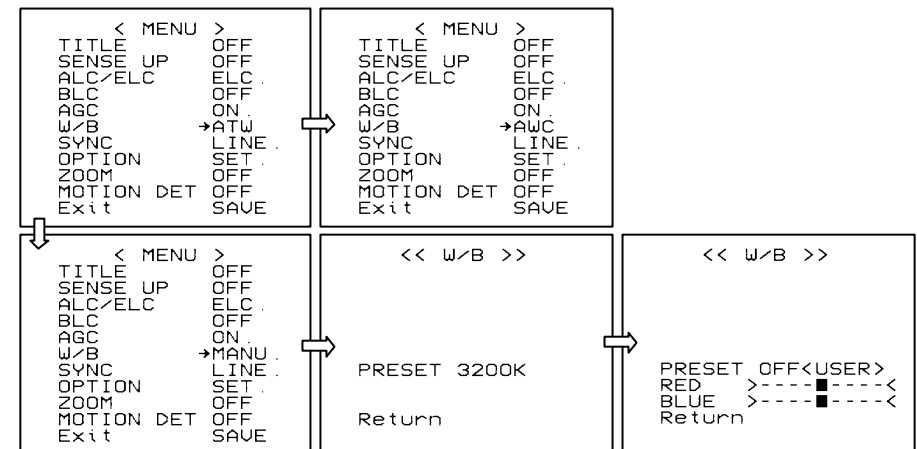 < MENU >
TITLE OFF
SENSE UP OFF
ALC/ELC ELC.
BLC OFF
AGC ON.
W/B →ATW
SYNC LINE.
OPTION SET.
ZOOM OFF
MOTION DET OFF
Exit SAVE
< MENU >
TITLE OFF
SENSE UP OFF
ALC/ELC ELC.
BLC OFF
AGC ON.
W/B →AWC
SYNC LINE.
OPTION SET.
ZOOM OFF
MOTION DET OFF
Exit SAVE
< MENU >
TITLE OFF
SENSE UP OFF
ALC/ELC ELC.
BLC OFF
AGC ON.
W/B →MANU.
SYNC LINE.
OPTION SET.
ZOOM OFF
MOTION DET OFF
Exit SAVE
<< W/B >>
PRESET 3200K
Return
<< W/B >>
PRESET OFF<USER>
RED >----■----<
BLUE >----■----<
Return